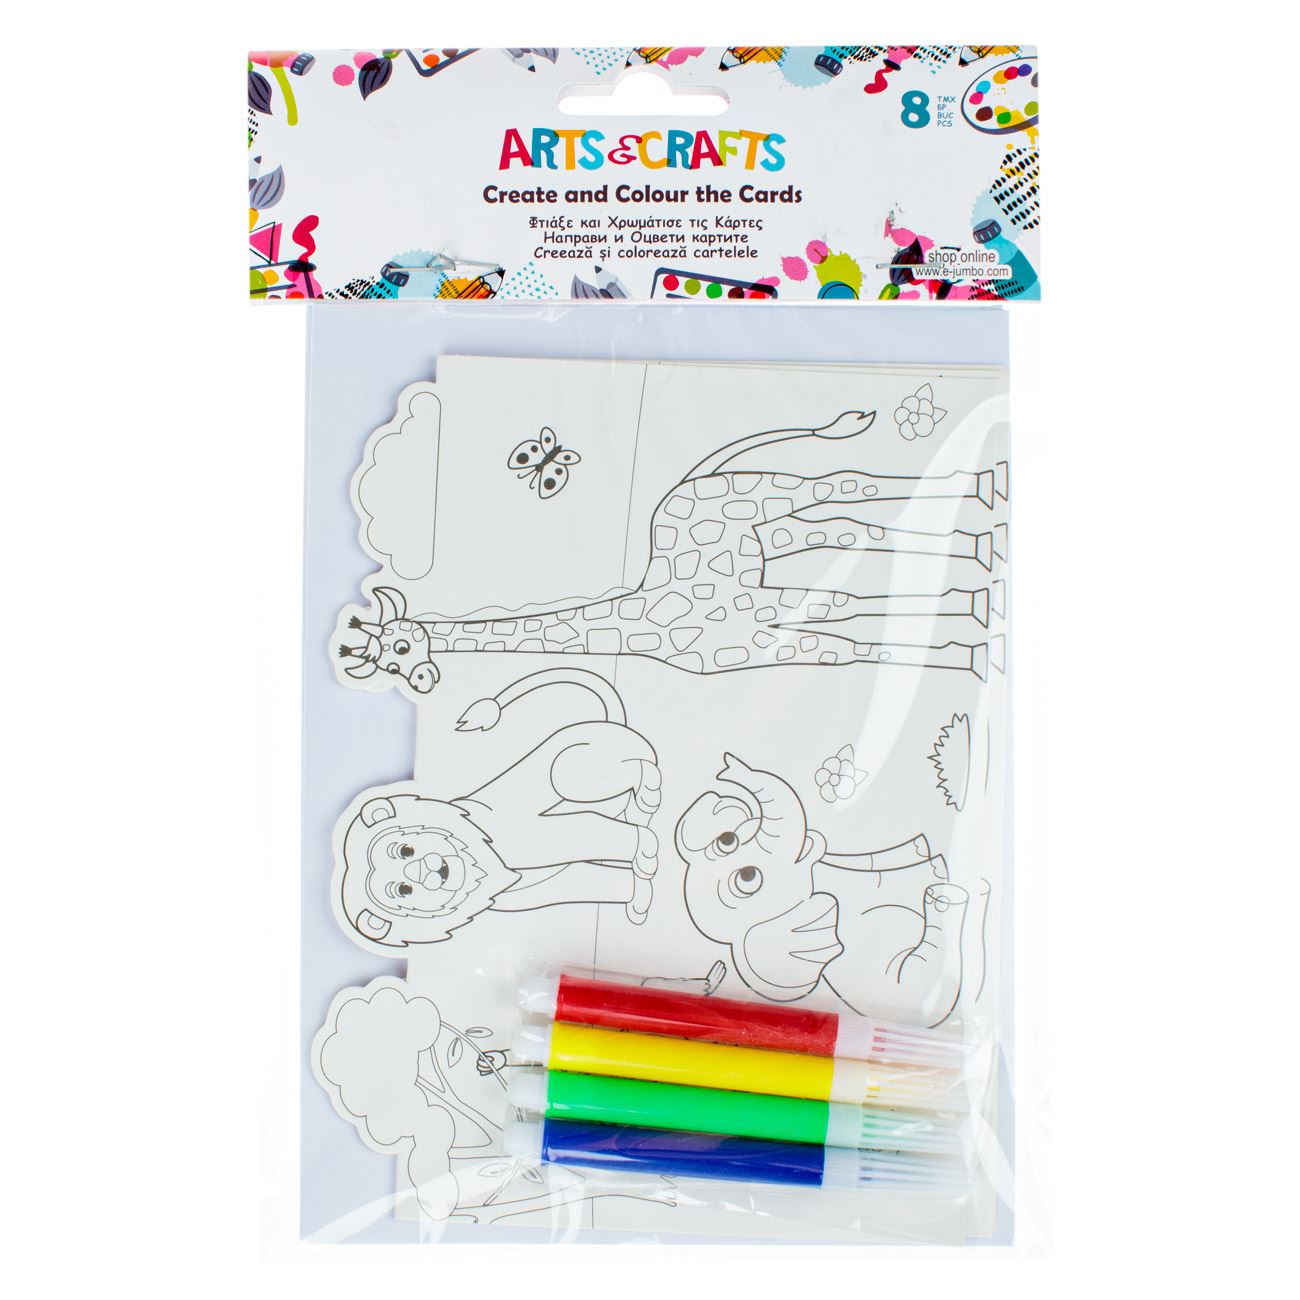 8 ΤΜΧ
БР
BUC
PCS
ARTS & CRAFTS
Create and Colour the Cards
Φτιάξε και Χρωμάτισε τις Κάρτες
Направи и Оцвети картите
Creează și colorează cartelele
shop online
www.e-jumbo.com